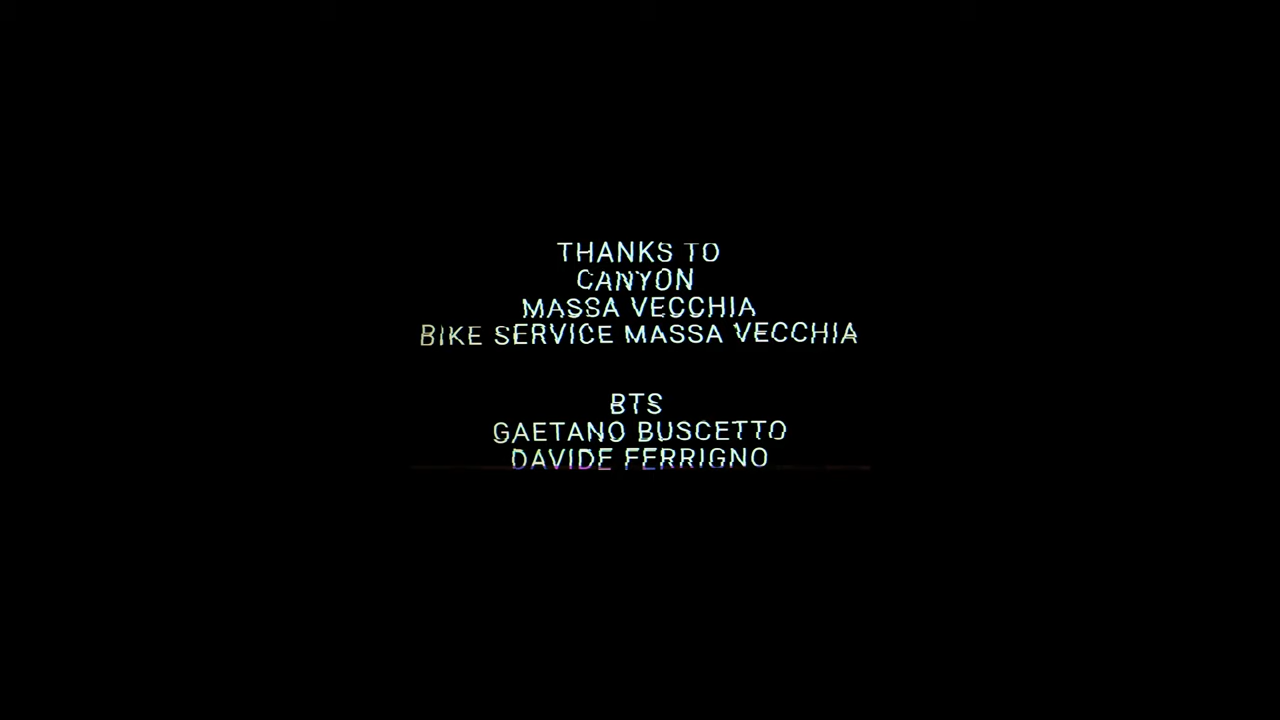 THANKS TO
CANYON
MASSA VECCHIA
BIKE SERVICE MASSA VECCHIA
BTS
GAETANO BUSCETTO
DAVIDE FERRIGNO